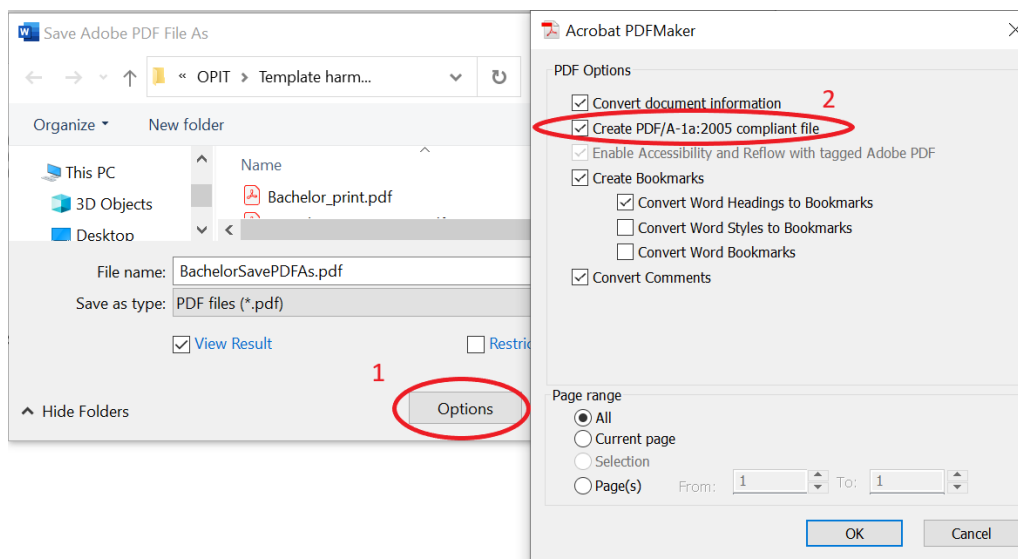 Save Adobe PDF File As
« OPIT > Template harm...
Organize
New folder
This PC
3D Objects
Desktop
Name
Bachelor_print.pdf
File name: BachelorSavePDFAs.pdf
Save as type: PDF files (*.pdf)
View Result
1
Hide Folders
Options
Acrobat PDFMaker
PDF Options
Convert document information
2
Create PDF/A-1a:2005 compliant file
Enable Accessibility and Reflow with tagged Adobe PDF
Create Bookmarks
Convert Word Headings to Bookmarks
Convert Word Styles to Bookmarks
Convert Word Bookmarks
Convert Comments
Page range
All
Current page
Selection
Page(s) From: 1 To: 1
OK Cancel